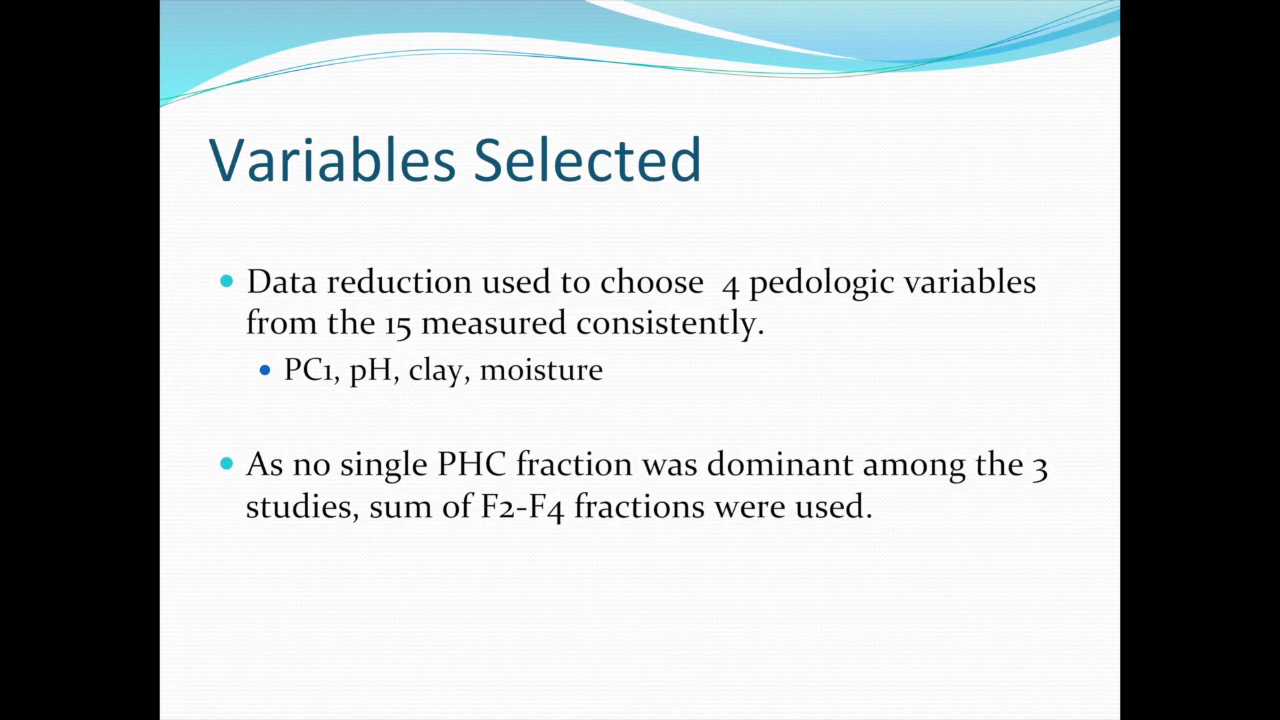 Variables Selected
Data reduction used to choose  4 pedologic variables
from the 15 measured consistently.
PC1, pH, clay, moisture
As no single PHC fraction was dominant among the 3
studies, sum of F2-F4 fractions were used.